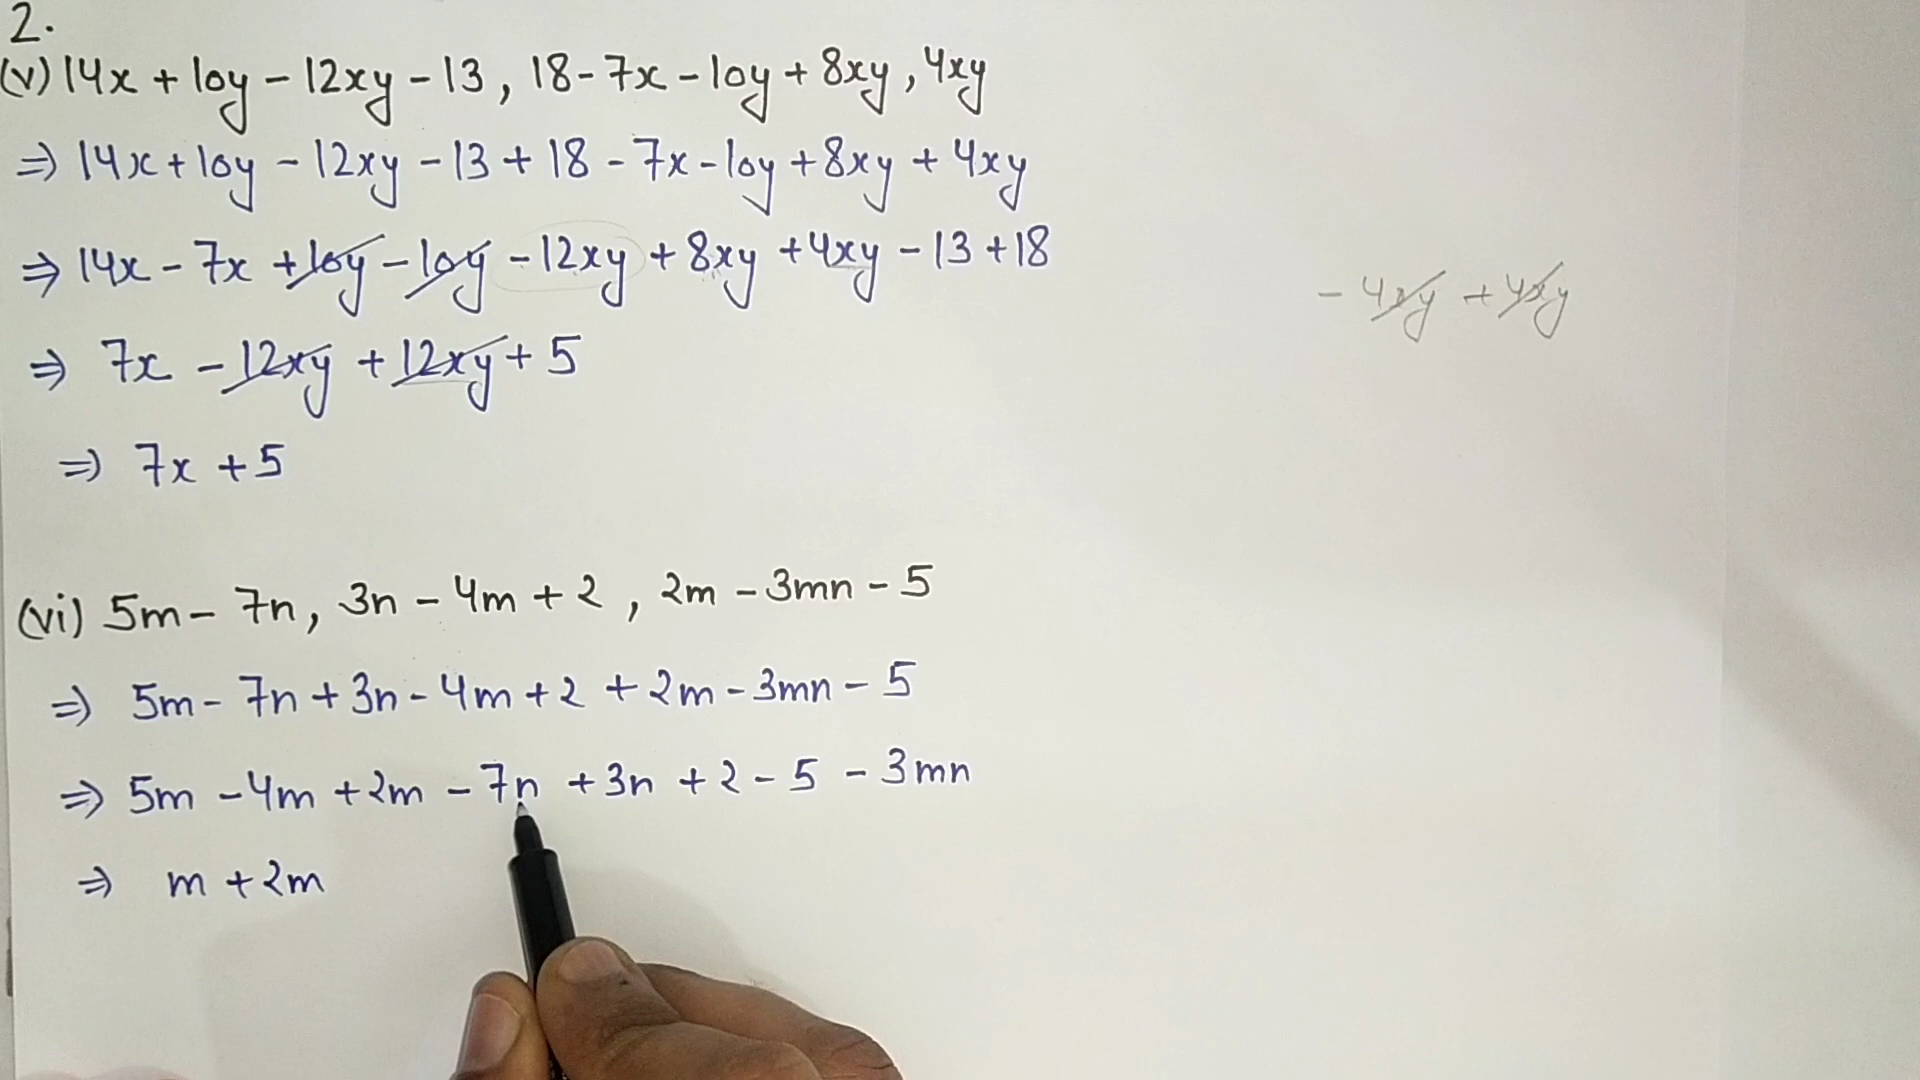 2.
(v) 14x + 10y - 12xy - 13, 18 - 7x - 10y + 8xy, 4xy
⇒ 14x + 10y - 12xy - 13 + 18 - 7x - 10y + 8xy + 4xy
⇒ 14x - 7x + 10y - 10y - 12xy + 8xy + 4xy - 13 + 18
- 4xy + 4xy
⇒ 7x - 12xy + 12xy + 5
⇒ 7x + 5
(vi) 5m - 7n, 3n - 4m + 2, 2m - 3mn - 5
⇒ 5m - 7n + 3n - 4m + 2 + 2m - 3mn - 5
⇒ 5m - 4m + 2m - 7n + 3n + 2 - 5 - 3mn
⇒ m + 2m